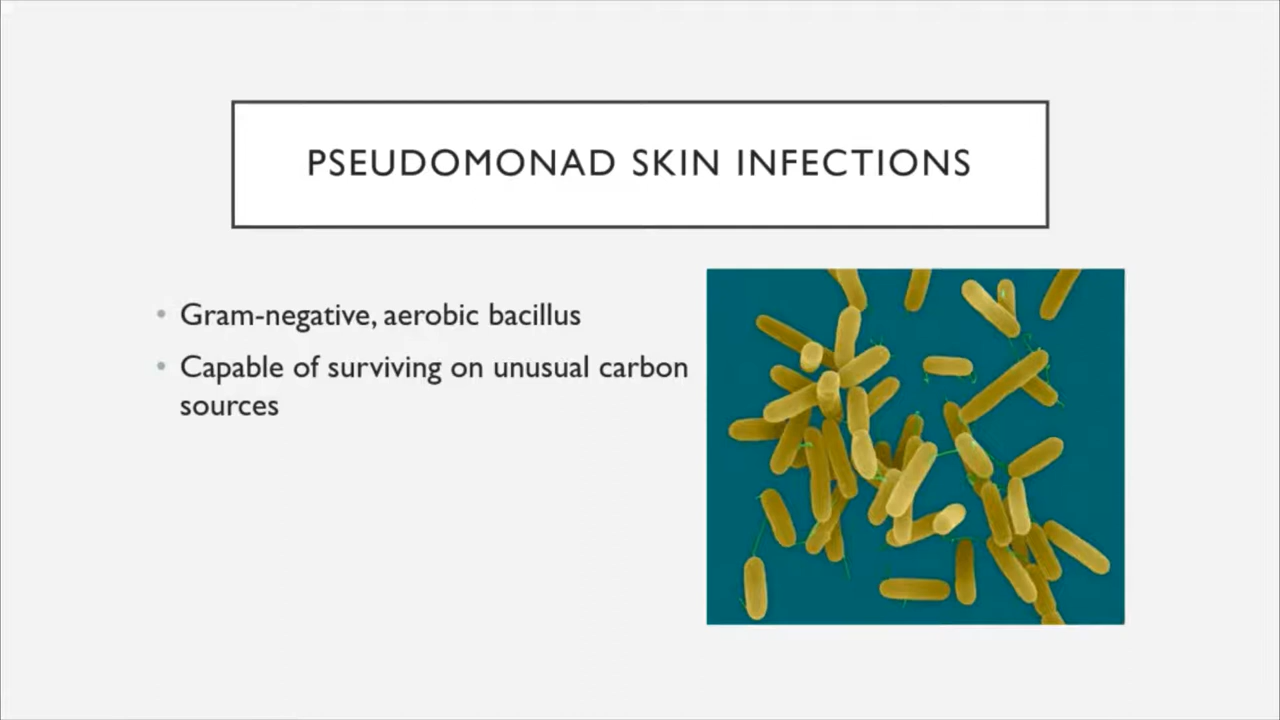 PSEUDOMONAD SKIN INFECTIONS
• Gram-negative, aerobic bacillus
• Capable of surviving on unusual carbon
sources